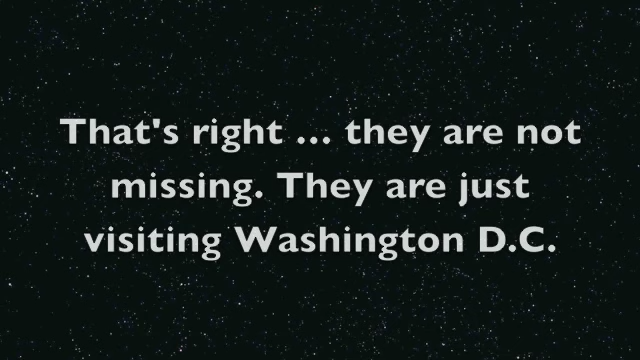 That's right ... they are not
missing. They are just
visiting Washington D.C.